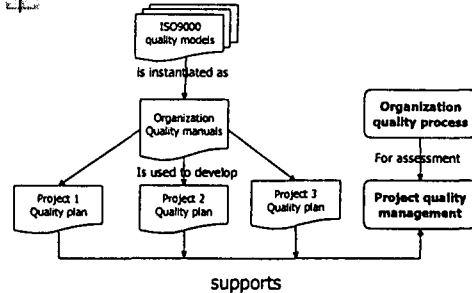 ISO9000
quality models
is instantiated as
Organization
Quality manuals
Organization
quality process
Is used to develop
For assessment
Project 1
Quality plan
Project 2
Quality plan
Project 3
Quality plan
Project quality
management
supports